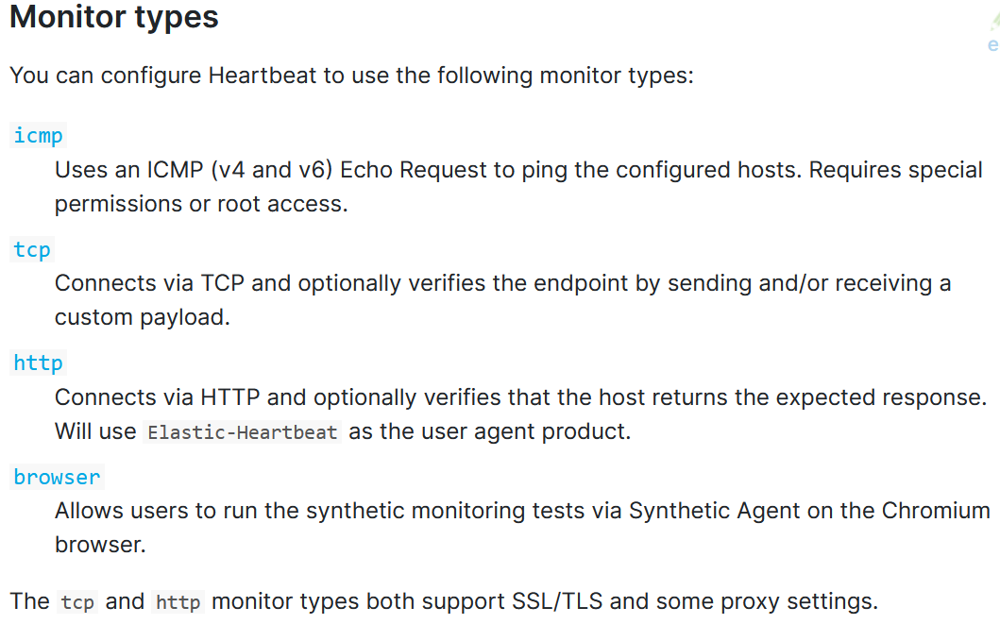 Monitor types
You can configure Heartbeat to use the following monitor types:
icmp
Uses an ICMP (v4 and v6) Echo Request to ping the configured hosts. Requires special
permissions or root access.
tcp
Connects via TCP and optionally verifies the endpoint by sending and/or receiving a
custom payload.
http
Connects via HTTP and optionally verifies that the host returns the expected response.
Will use Elastic-Heartbeat as the user agent product.
browser
Allows users to run the synthetic monitoring tests via Synthetic Agent on the Chromium
browser.
The tcp and http monitor types both support SSL/TLS and some proxy settings.